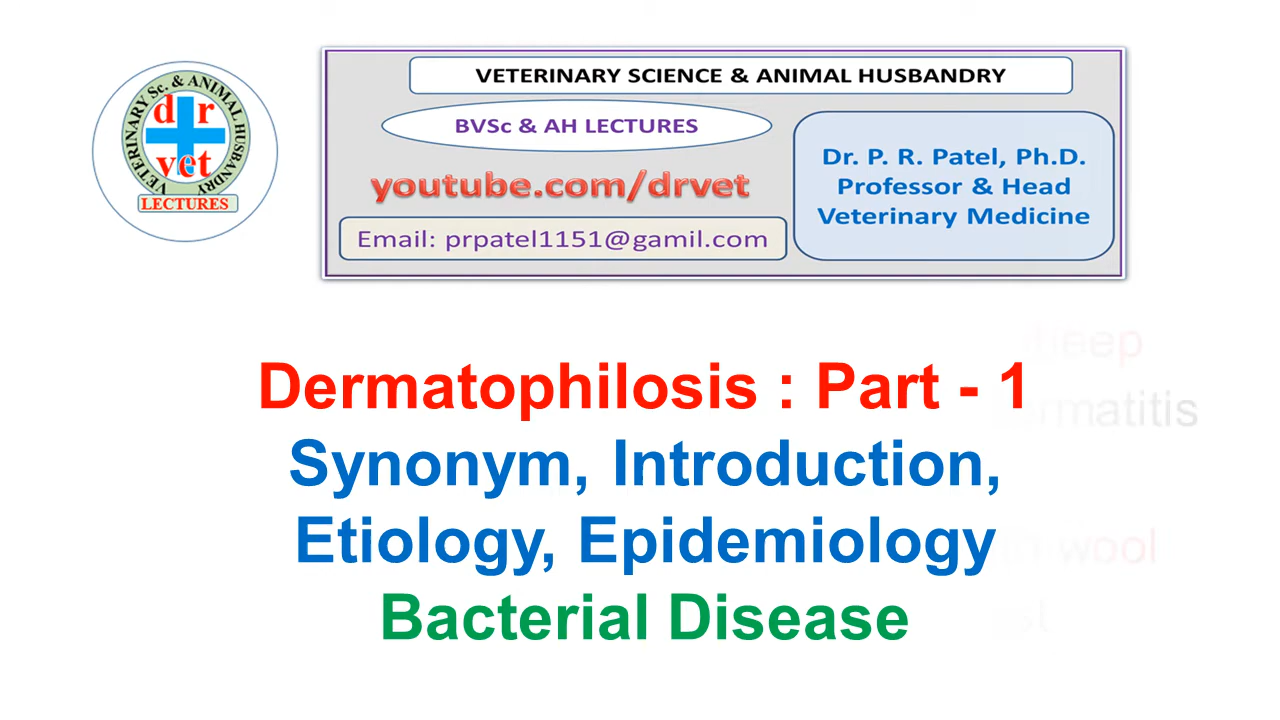 VETERINARY Sc. & ANIMAL HUSBANDRY
dr
vet
LECTURES
VETERINARY SCIENCE & ANIMAL HUSBANDRY
BVSc & AH LECTURES
youtube.com/drvet
Email: prpatel1151@gamil.com
Dr. P. R. Patel, Ph.D.
Professor & Head
Veterinary Medicine
Dermatophilosis : Part - 1
Synonym, Introduction,
Etiology, Epidemiology
Bacterial Disease
wool